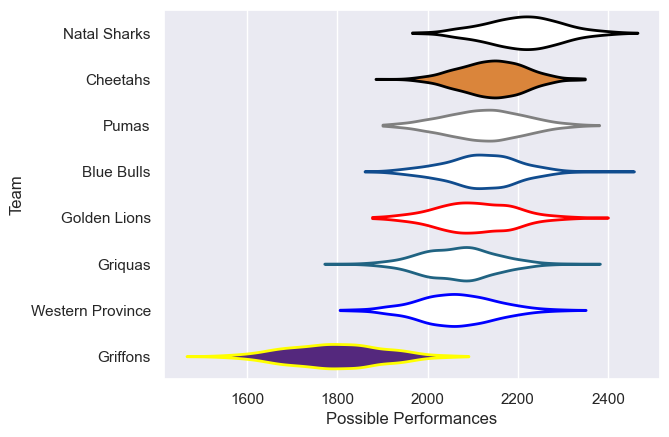 Natal Sharks
Cheetahs
Pumas
Blue Bulls
Golden Lions
Griquas
Western Province
Griffons
Team
1600 1800 2000 2200 2400
Possible Performances